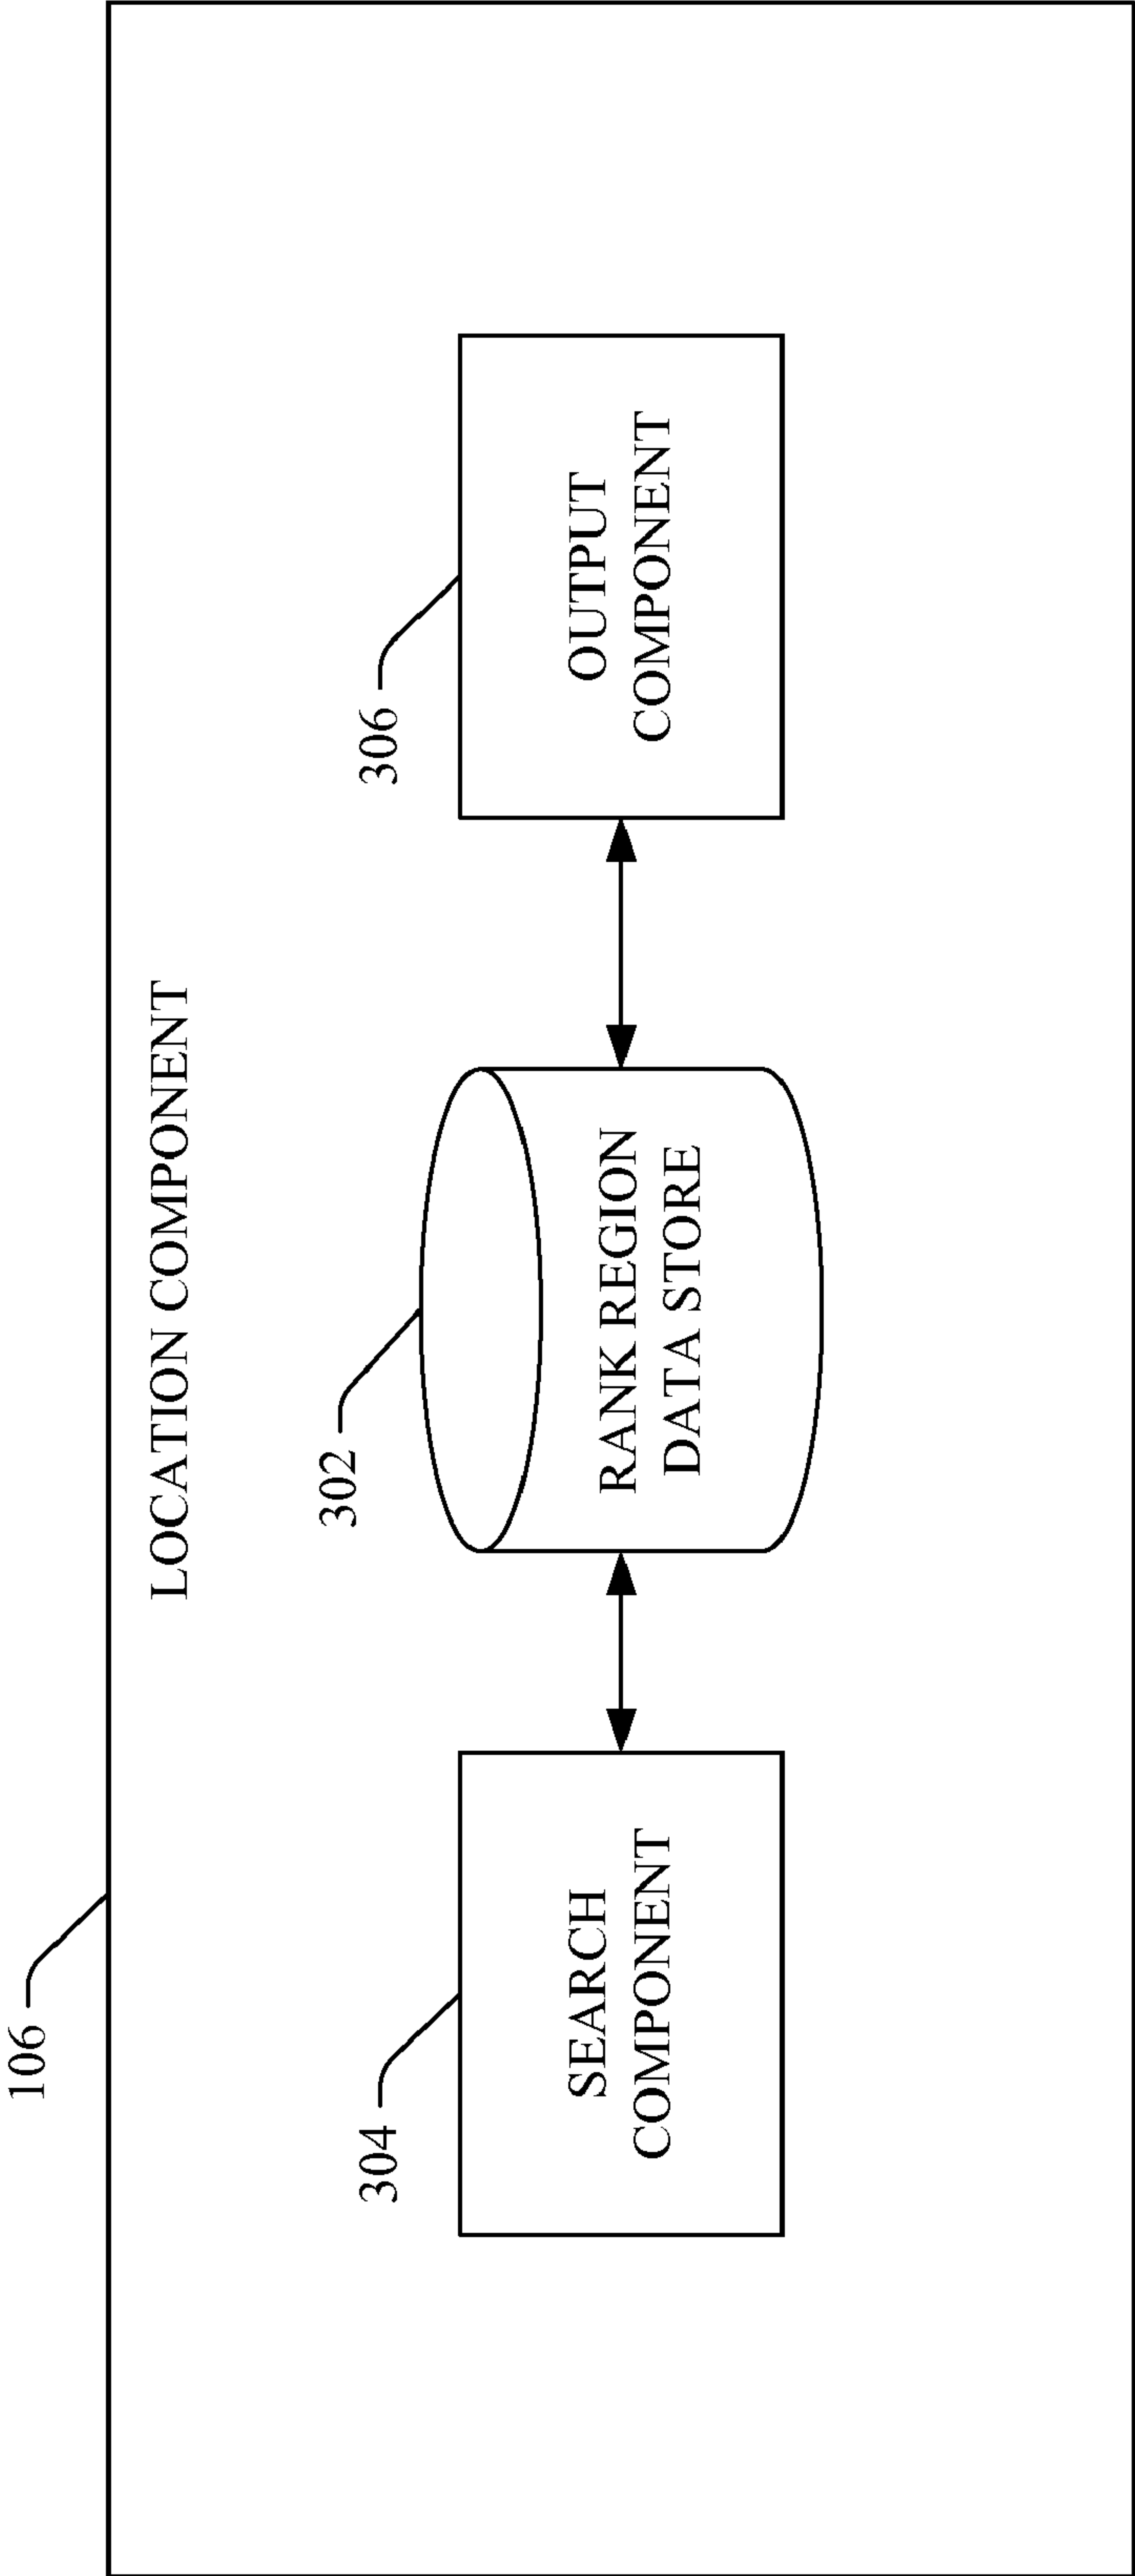 106
LOCATION COMPONENT
304
SEARCH
COMPONENT
302
RANK REGION
DATA STORE
306
OUTPUT
COMPONENT